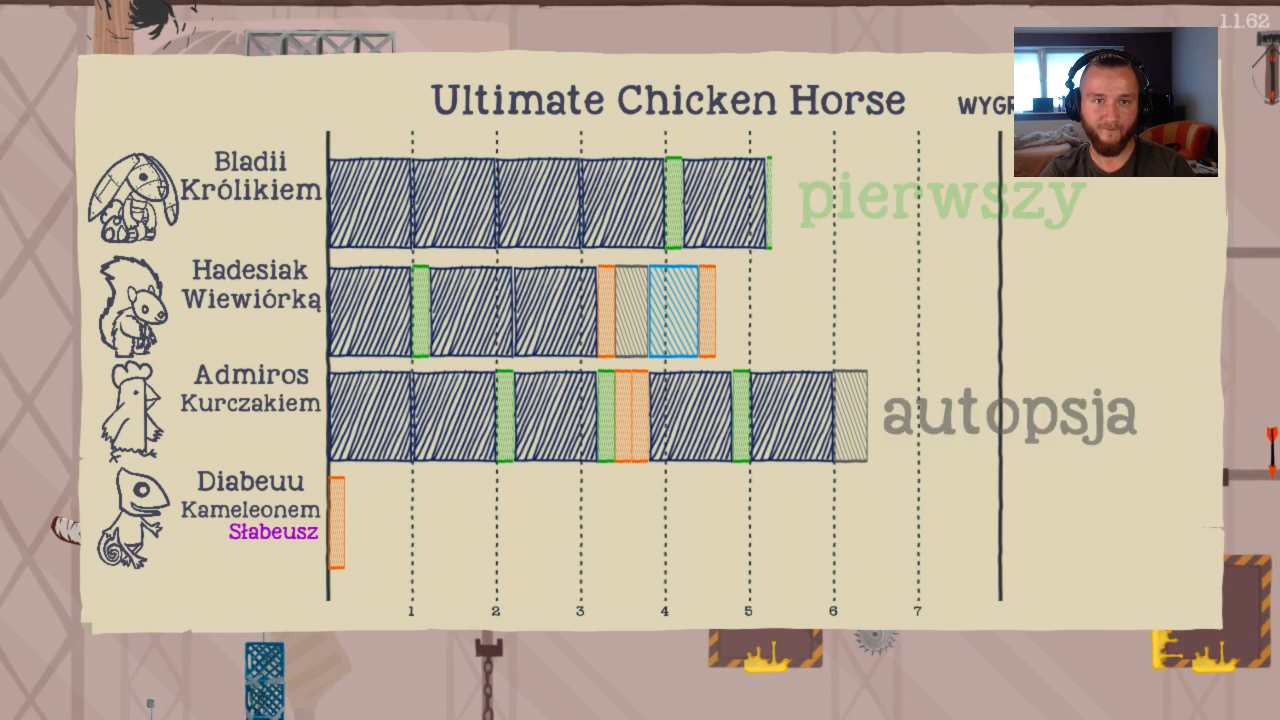 1.1.62
Ultimate Chicken Horse
WYGR
Bladii
Królikiem
pierwszy
Hadesiak
Wiewiórką
Admiros
Kurczakiem
autopsja
Diabeuu
Kameleonem
Słabeusz
1 2 3 4 5 6 7